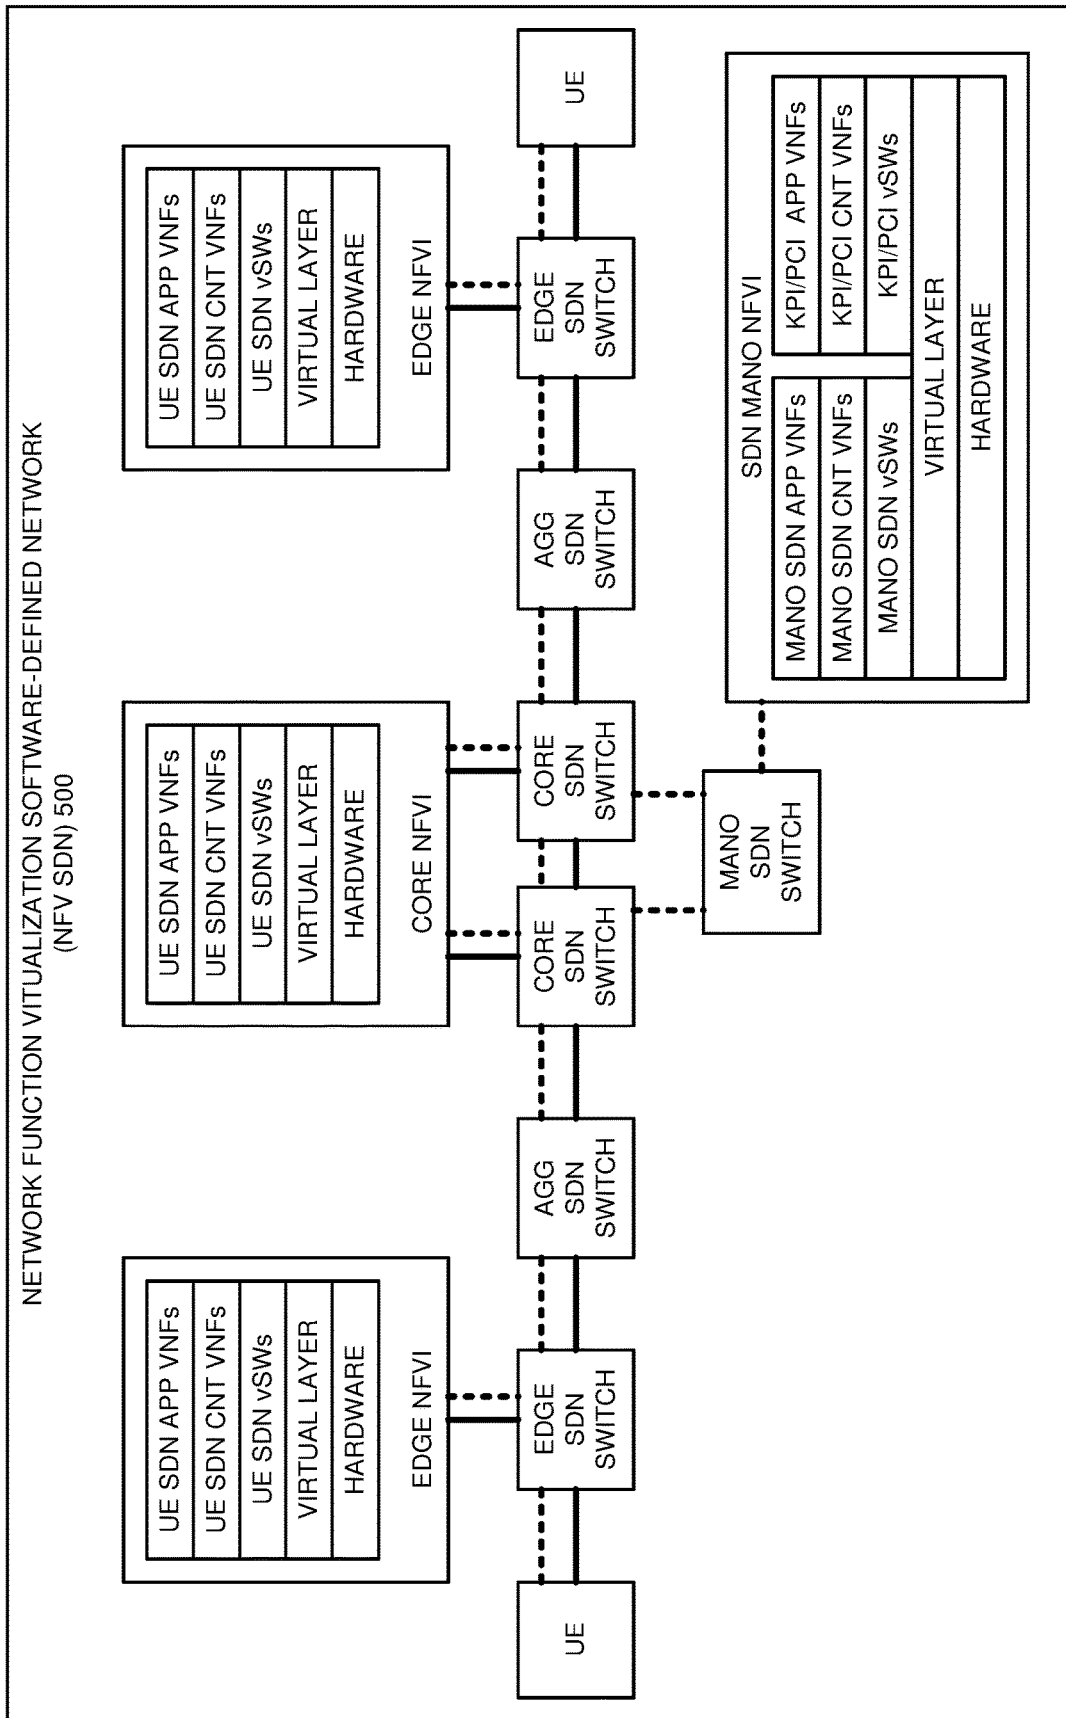 NETWORK FUNCTION VITUALIZATION SOFTWARE-DEFINED NETWORK
(NFV SDN) 500
UE SDN APP VNFs
UE SDN CNT VNFs
UE SDN vSWs
VIRTUAL LAYER
HARDWARE
EDGE NFVI
UE SDN APP VNFs
UE SDN CNT VNFs
UE SDN vSWs
VIRTUAL LAYER
HARDWARE
CORE NFVI
UE SDN APP VNFs
UE SDN CNT VNFs
UE SDN vSWs
VIRTUAL LAYER
HARDWARE
EDGE NFVI
UE
EDGE
SDN
SWITCH
AGG
SDN
SWITCH
CORE
SDN
SWITCH
CORE
SDN
SWITCH
AGG
SDN
SWITCH
EDGE
SDN
SWITCH
UE
MANO
SDN
SWITCH
SDN MANO NFVI
MANO SDN APP VNFs
MANO SDN CNT VNFs
MANO SDN vSWs
KPI/PCI APP VNFs
KPI/PCI CNT VNFs
KPI/PCI vSWs
VIRTUAL LAYER
HARDWARE